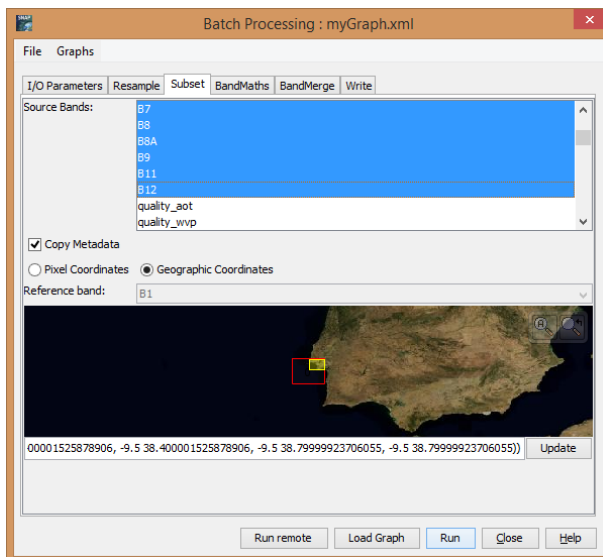 SNAP
Batch Processing : myGraph.xml
File Graphs
I/O Parameters Resample Subset BandMaths BandMerge Write
Source Bands:
B7
B8
B8A
B9
B11
B12
quality_aot
quality_wvp
Copy Metadata
Pixel Coordinates Geographic Coordinates
Reference band: B1
00001525878906, -9.5 38.400001525878906, -9.5 38.79999923706055, -9.5 38.79999923706055)) Update
Run remote Load Graph Run Close Help